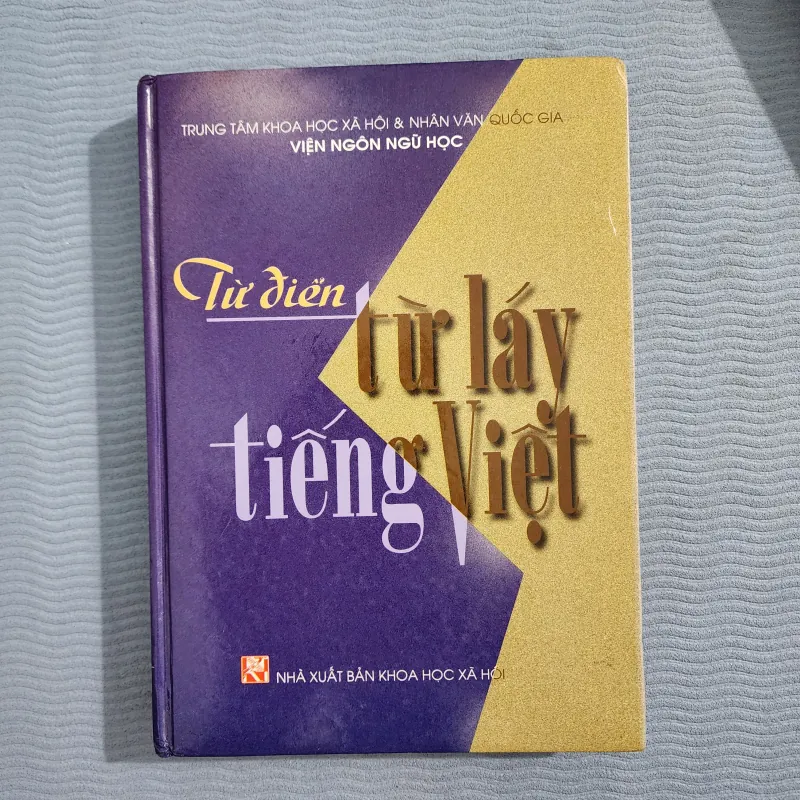 TRUNG TÂM KHOA HỌC XÃ HỘI & NHÂN VĂN QUỐC GIA
VIỆN NGÔN NGỮ HỌC
Từ điển
từ láy
tiếng Việt
NHÀ XUẤT BẢN KHOA HỌC XÃ HỘI